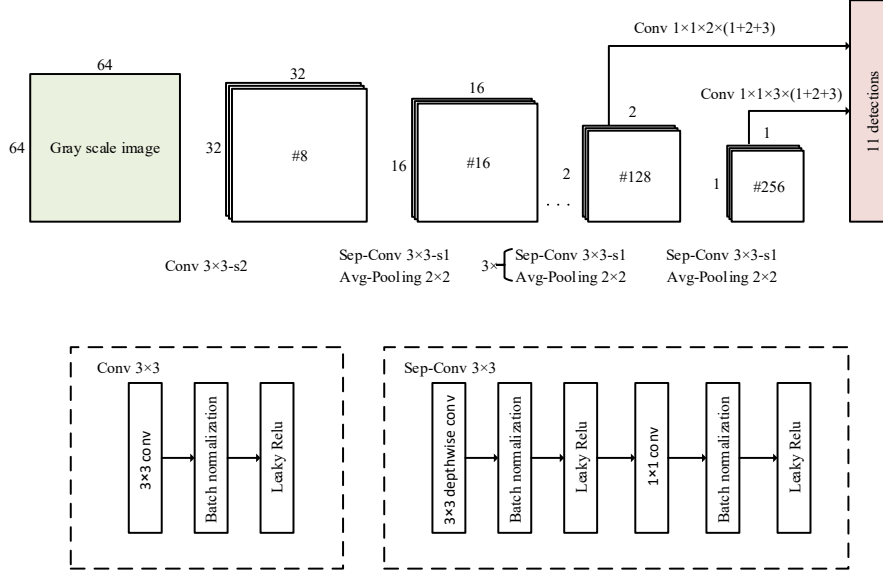 Conv 1×1×2×(1+2+3)
64
32
16
Conv 1×1×3×(1+2+3)
2
1
64
Gray scale image
32
#8
16
#16
2
#128
1
#256
11 detections
. . .
Conv 3×3-s2
Sep-Conv 3×3-s1
Avg-Pooling 2×2
3×
Sep-Conv 3×3-s1
Avg-Pooling 2×2
Sep-Conv 3×3-s1
Avg-Pooling 2×2
Conv 3×3
3×3 conv
Batch normalization
Leaky Relu
Sep-Conv 3×3
3×3 depthwise conv
Batch normalization
Leaky Relu
1×1 conv
Batch normalization
Leaky Relu